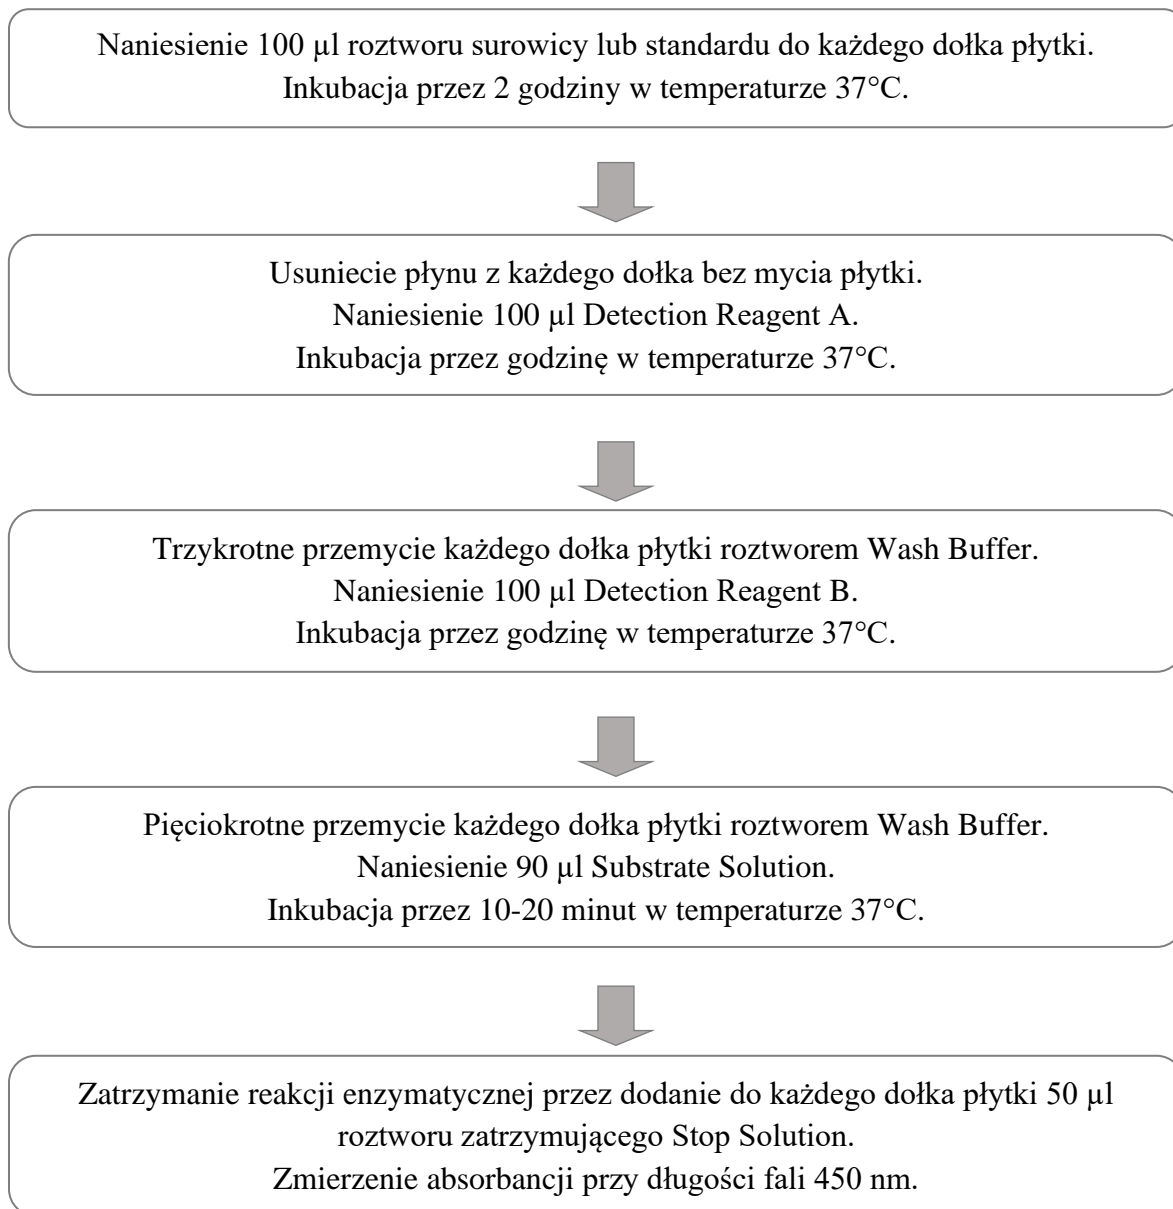 Naniesienie 100 µl roztworu surowicy lub standardu do każdego dołka płytki.
Inkubacja przez 2 godziny w temperaturze 37°C.
Usuniecie płynu z każdego dołka bez mycia płytki.
Naniesienie 100 µl Detection Reagent A.
Inkubacja przez godzinę w temperaturze 37°C.
Trzykrotne przemycie każdego dołka płytki roztworem Wash Buffer.
Naniesienie 100 µl Detection Reagent B.
Inkubacja przez godzinę w temperaturze 37°C.
Pięciokrotne przemycie każdego dołka płytki roztworem Wash Buffer.
Naniesienie 90 µl Substrate Solution.
Inkubacja przez 10-20 minut w temperaturze 37°C.
Zatrzymanie reakcji enzymatycznej przez dodanie do każdego dołka płytki 50 µl
roztworu zatrzymującego Stop Solution.
Zmierzenie absorbancji przy długości fali 450 nm.